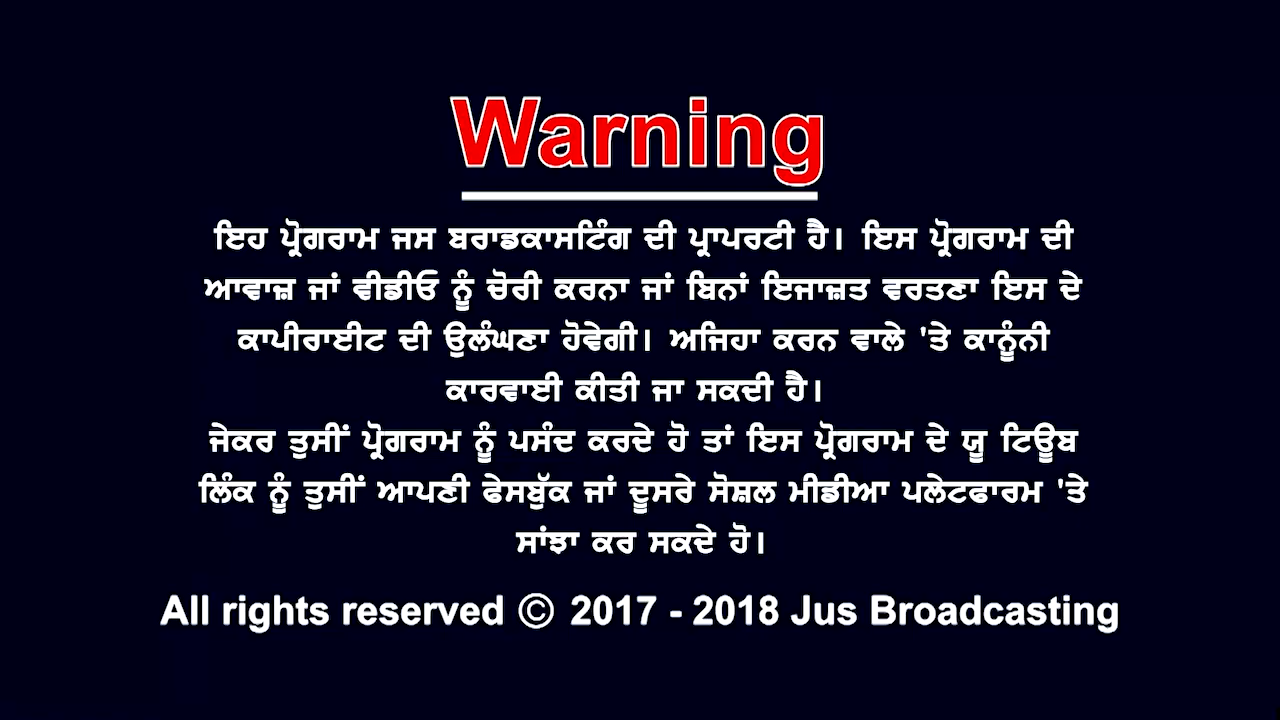 Warning
ਇਹ ਪ੍ਰੋਗਰਾਮ ਜਸ ਬਰਾਡਕਾਸਟਿੰਗ ਦੀ ਪ੍ਰਾਪਰਟੀ ਹੈ। ਇਸ ਪ੍ਰੋਗਰਾਮ ਦੀ
ਆਵਾਜ਼ ਜਾਂ ਵੀਡੀਓ ਨੂੰ ਚੋਰੀ ਕਰਨਾ ਜਾਂ ਬਿਨਾਂ ਇਜਾਜ਼ਤ ਵਰਤਣਾ ਇਸ ਦੇ
ਕਾਪੀਰਾਈਟ ਦੀ ਉਲੰਘਣਾ ਹੋਵੇਗੀ। ਅਜਿਹਾ ਕਰਨ ਵਾਲੇ 'ਤੇ ਕਾਨੂੰਨੀ
ਕਾਰਵਾਈ ਕੀਤੀ ਜਾ ਸਕਦੀ ਹੈ।
ਜੇਕਰ ਤੁਸੀਂ ਪ੍ਰੋਗਰਾਮ ਨੂੰ ਪਸੰਦ ਕਰਦੇ ਹੋ ਤਾਂ ਇਸ ਪ੍ਰੋਗਰਾਮ ਦੇ ਯੂ ਟਿਊਬ
ਲਿੰਕ ਨੂੰ ਤੁਸੀਂ ਆਪਣੀ ਫੇਸਬੁੱਕ ਜਾਂ ਦੂਸਰੇ ਸੋਸ਼ਲ ਮੀਡੀਆ ਪਲੇਟਫਾਰਮ 'ਤੇ
ਸਾਂਝਾ ਕਰ ਸਕਦੇ ਹੋ।
All rights reserved © 2017 - 2018 Jus Broadcasting